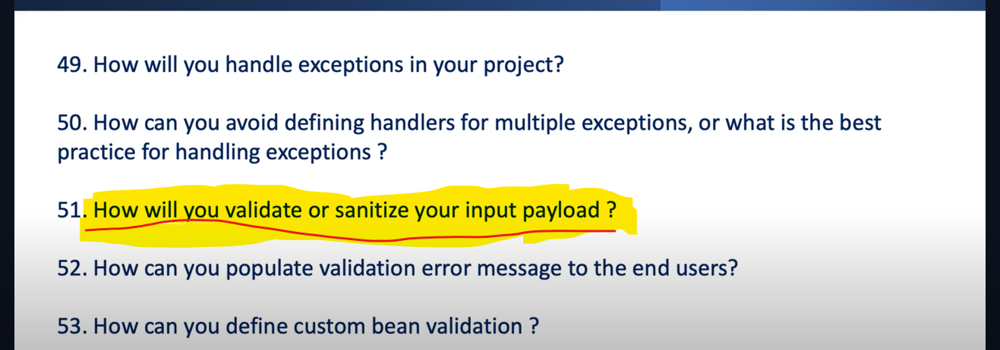 49. How will you handle exceptions in your project?
50. How can you avoid defining handlers for multiple exceptions, or what is the best
practice for handling exceptions ?
51. How will you validate or sanitize your input payload ?
52. How can you populate validation error message to the end users?
53. How can you define custom bean validation ?